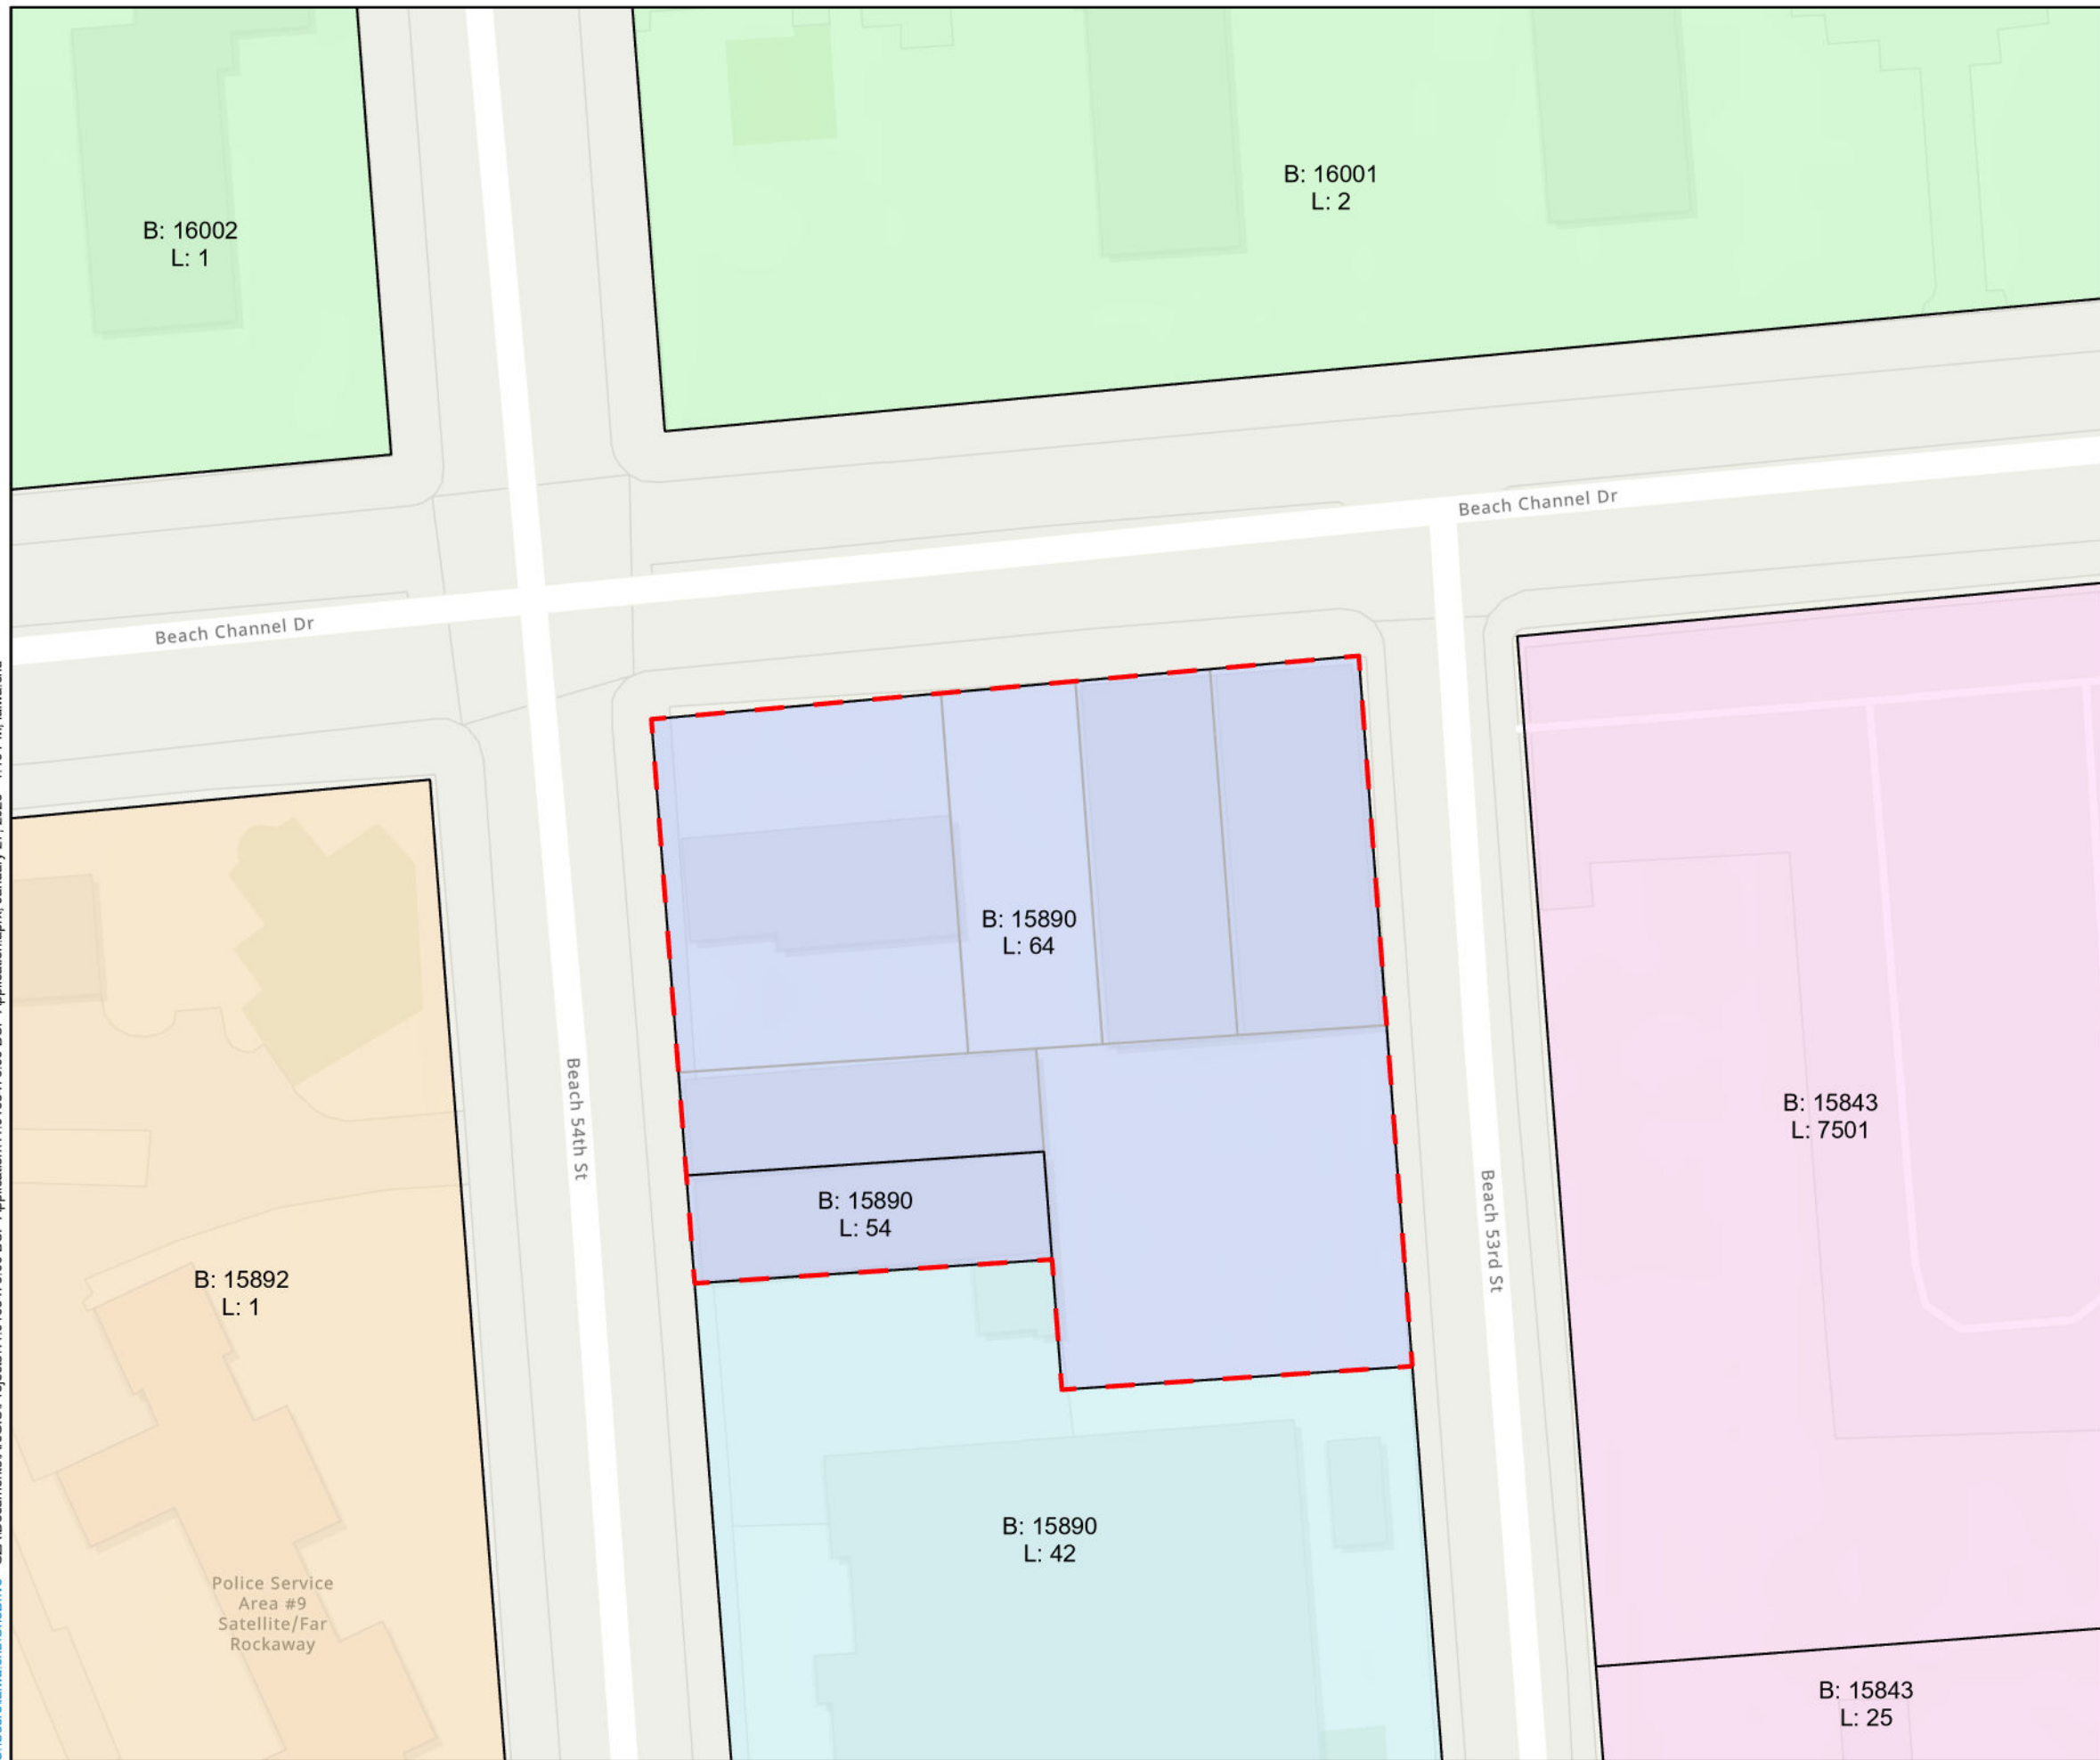 B: 16001
L: 2
B: 16002
L: 1
Beach Channel Dr
Beach Channel Dr
B: 15890
L: 64
Beach 54th St
B: 15843
L: 7501
B: 15890
L: 54
Beach 53rd St
B: 15892
L: 1
B: 15890
L: 42
Police Service
Area #9
Satellite/Far
Rockaway
B: 15843
L: 25